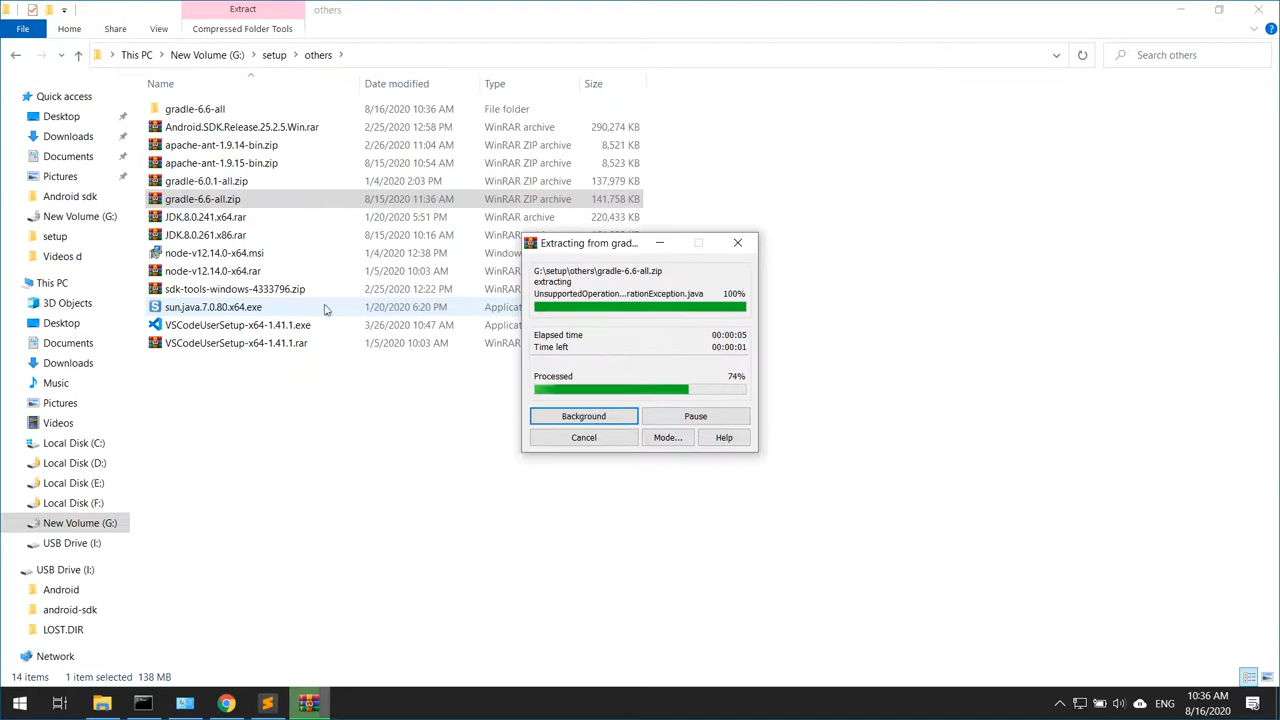 Extract
others
File
Home
Share
View
Compressed Folder Tools
This PC
New Volume (G:)
setup
others
Search others
Name
Date modified
Type
Size
Quick access
Desktop
Downloads
Documents
Pictures
Android sdk
New Volume (G:)
setup
Videos d
This PC
3D Objects
Desktop
Documents
Downloads
Music
Pictures
Videos
Local Disk (C:)
Local Disk (D:)
Local Disk (E:)
Local Disk (F:)
New Volume (G:)
USB Drive (I:)
USB Drive (I:)
Android
android-sdk
LOST.DIR
Network
gradle-6.6-all 8/16/2020 10:36 AM File folder
Android.SDK.Release.25.2.5.Win.rar 2/25/2020 12:58 PM WinRAR archive 290,274 KB
apache-ant-1.9.14-bin.zip 2/26/2020 11:04 AM WinRAR ZIP archive 8,521 KB
apache-ant-1.9.15-bin.zip 8/15/2020 10:54 AM WinRAR ZIP archive 8,523 KB
gradle-6.0.1-all.zip 1/4/2020 2:03 PM WinRAR ZIP archive 137,979 KB
gradle-6.6-all.zip 8/15/2020 11:36 AM WinRAR ZIP archive 141,758 KB
JDK.8.0.241.x64.rar 1/20/2020 5:51 PM WinRAR archive 220,433 KB
JDK.8.0.261.x86.rar 8/15/2020 10:16 AM WinRAR
node-v12.14.0-x64.msi 1/4/2020 12:38 PM Window
node-v12.14.0-x64.rar 1/5/2020 10:03 AM WinRAR
sdk-tools-windows-4333796.zip 2/25/2020 12:22 PM WinRAR
sun.java.7.0.80.x64.exe 1/20/2020 6:20 PM Applicat
VSCodeUserSetup-x64-1.41.1.exe 3/26/2020 10:47 AM Applicat
VSCodeUserSetup-x64-1.41.1.rar 1/5/2020 10:03 AM WinRAR
Extracting from grad...
G:\setup\others\gradle-6.6-all.zip
extracting
UnsupportedOperation...rationException.java 100%
Elapsed time 00:00:05
Time left 00:00:01
Processed 74%
Background
Pause
Cancel
Mode...
Help
14 items 1 item selected 138 MB
ENG
10:36 AM
8/16/2020